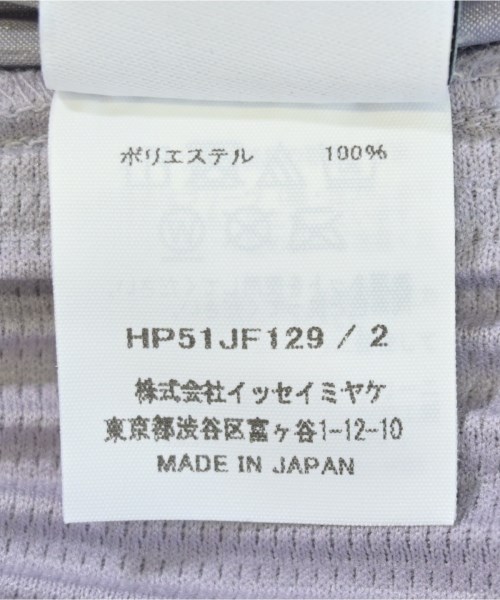 ポリエステル 100%
HP51JF129 / 2
株式会社イッセイミヤケ
東京都渋谷区富ヶ谷1-12-10
MADE IN JAPAN